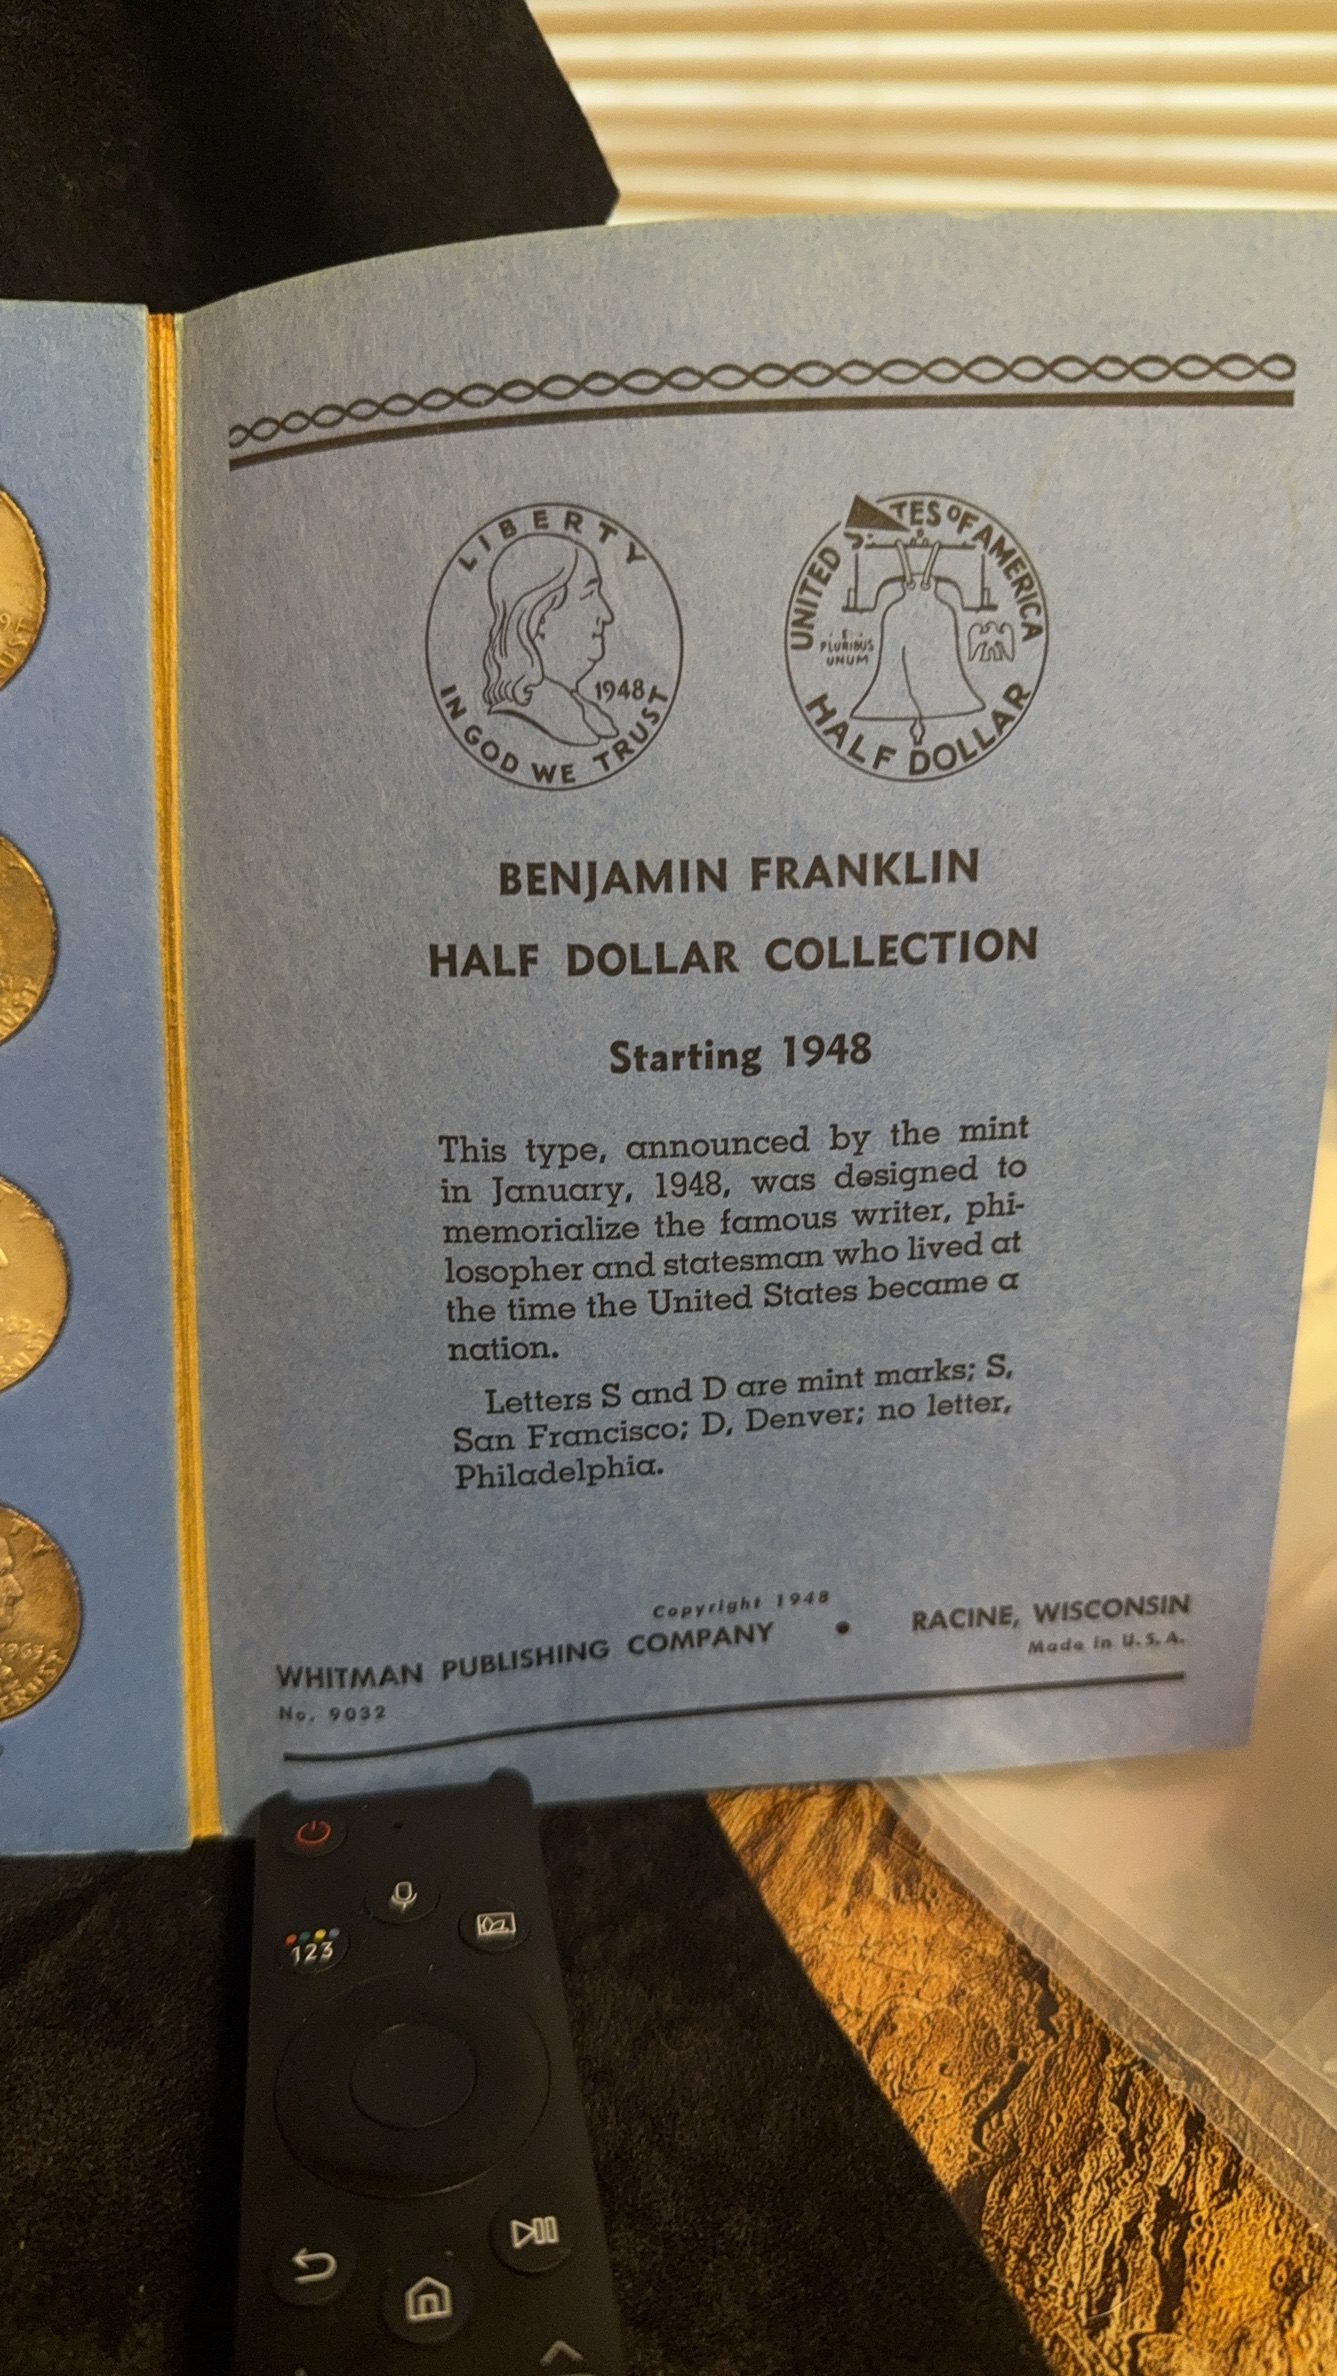 LIBERTY
1948
IN GOD WE TRUST
UNITED TES OF AMERICA
E
PLURIBUS
UNUM
HALF DOLLAR
BENJAMIN FRANKLIN
HALF DOLLAR COLLECTION
Starting 1948
This type, announced by the mint
in January, 1948, was designed to
memorialize the famous writer, phi-
losopher and statesman who lived at
the time the United States became a
nation.
Letters S and D are mint marks; S,
San Francisco; D, Denver; no letter,
Philadelphia.
Copyright 1948
WHITMAN PUBLISHING COMPANY • RACINE, WISCONSIN
Made in U.S.A.
No. 9032
1963
TRUST
123